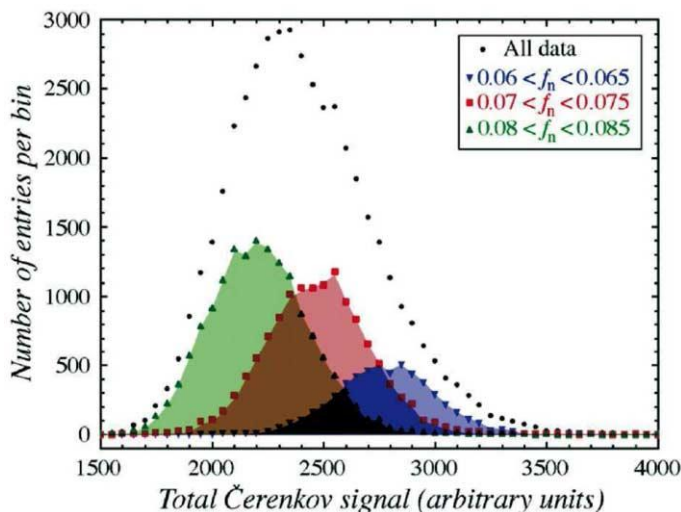 3000
2500
2000
1500
1000
500
0
Number of entries per bin
All data
0.06 < fn < 0.065
0.07 < fn < 0.075
0.08 < fn < 0.085
1500 2000 2500 3000 3500 4000
Total Čerenkov signal (arbitrary units)